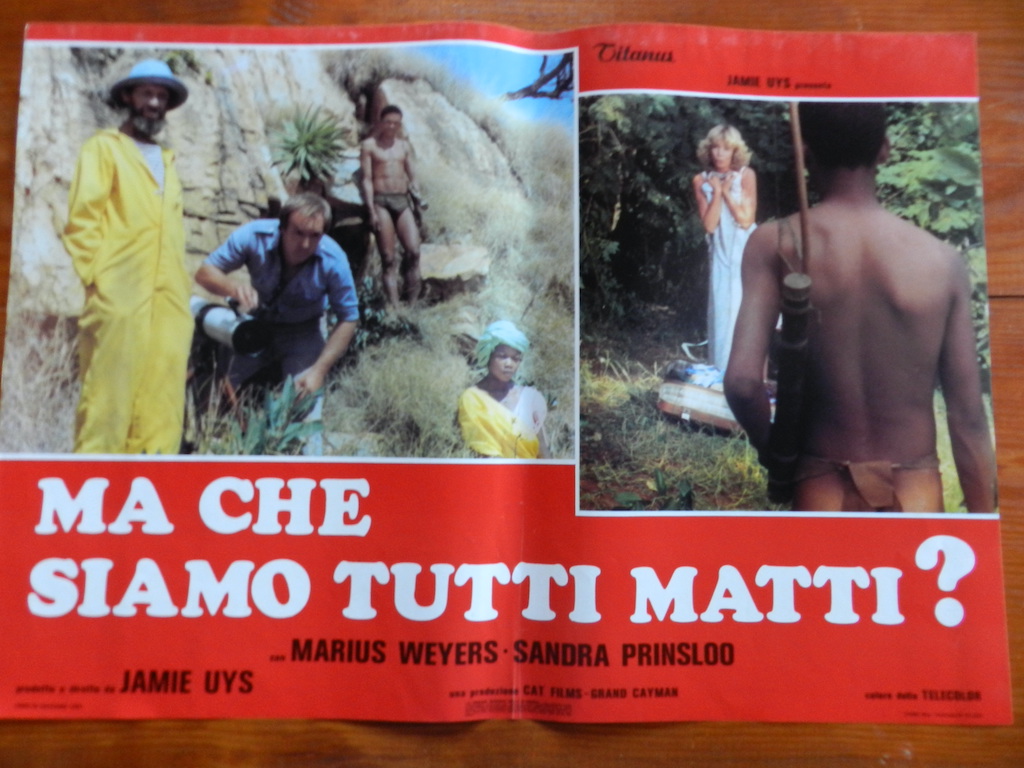 Titanus
JAMIE UYS presenta
MA CHE
SIAMO TUTTI MATTI?
con MARIUS WEYERS · SANDRA PRINSLOO
prodotto e diretto da JAMIE UYS
una produzione CAT FILMS - GRAND CAYMAN
colore della TELECOLOR